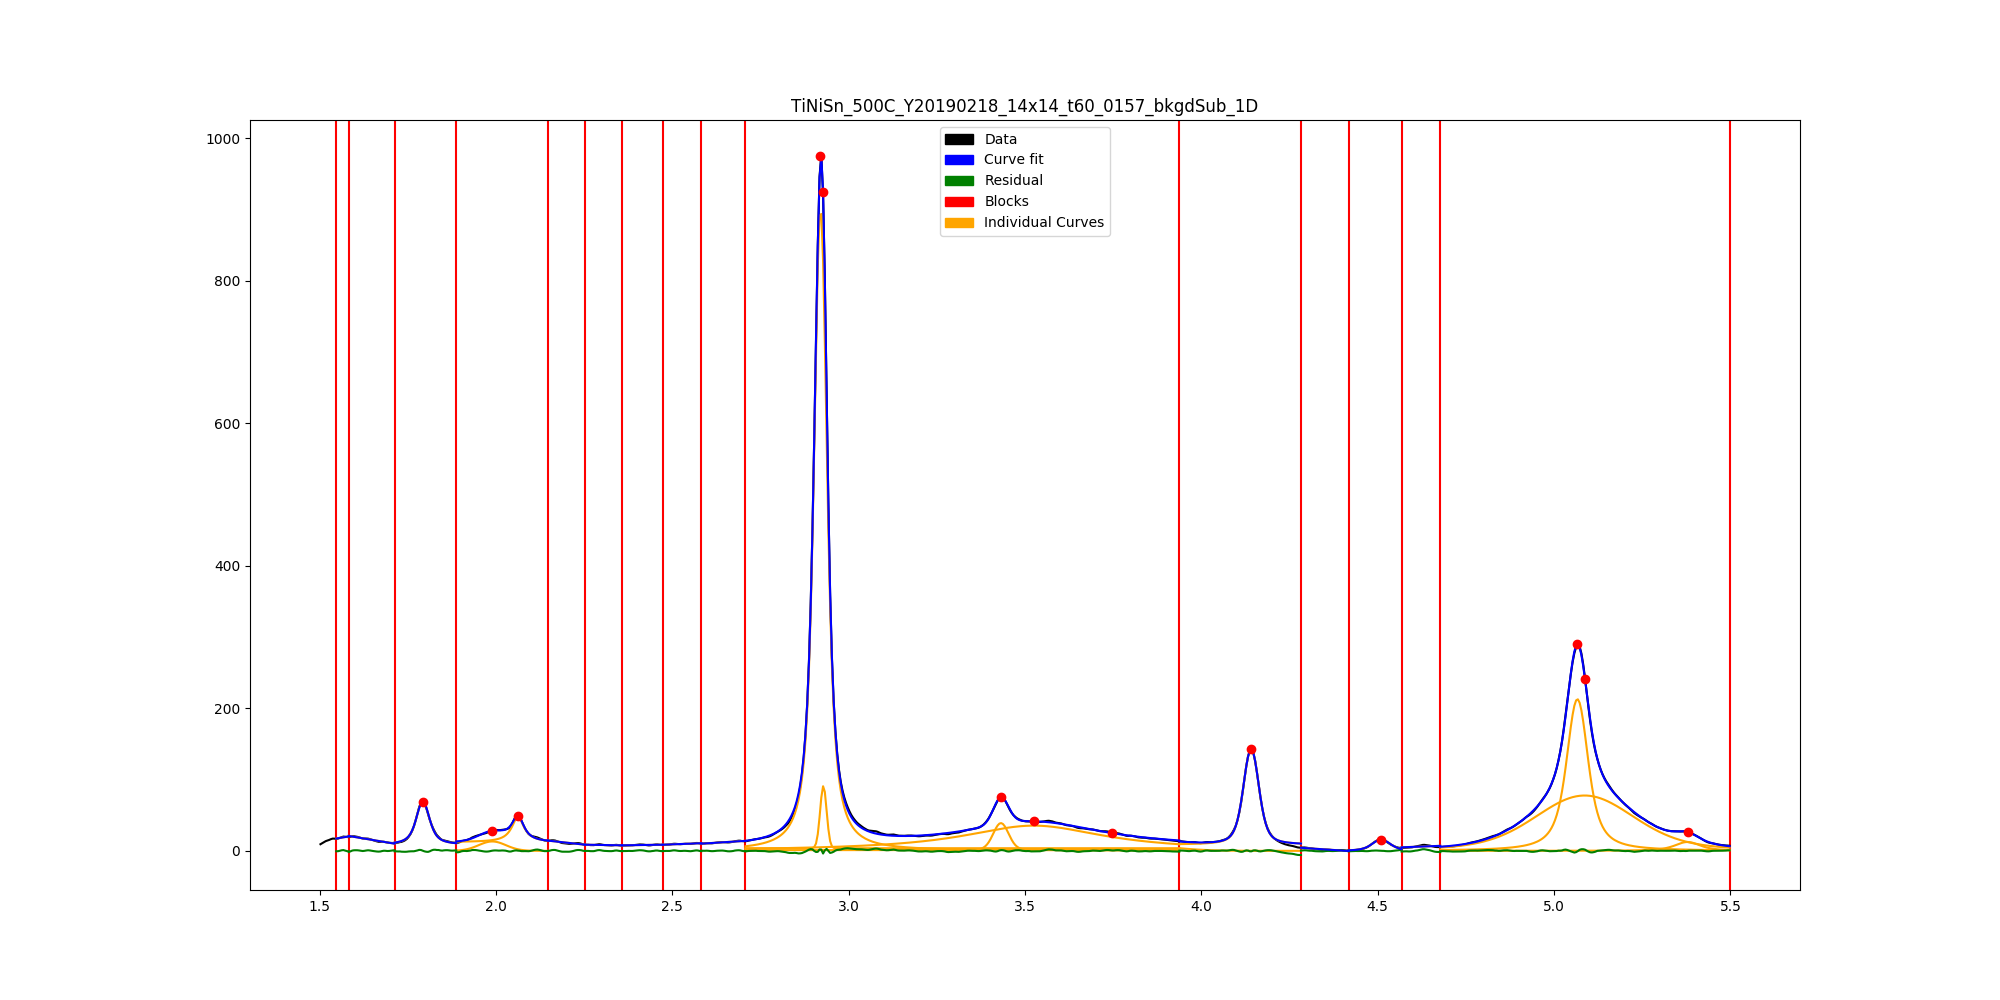 TiNiSn_500C_Y20190218_14x14_t60_0157_bkgdSub_1D
1000
800
600
400
200
0
Data
Curve fit
Residual
Blocks
Individual Curves
1.5 2.0 2.5 3.0 3.5 4.0 4.5 5.0 5.5